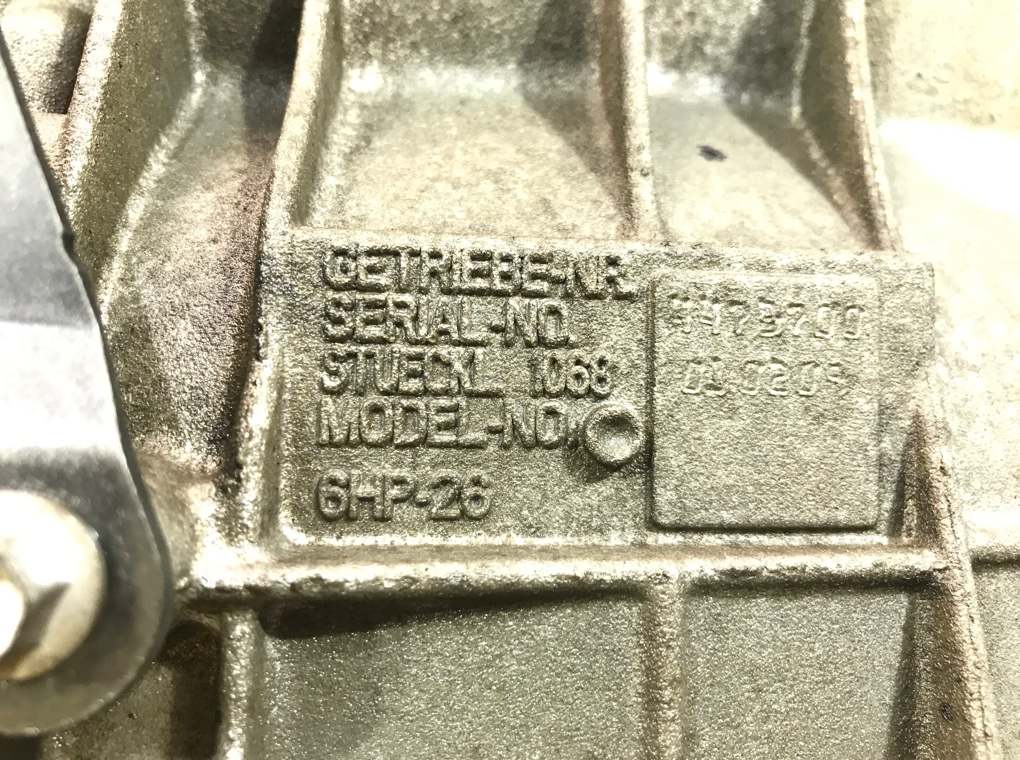 GETRIEBE-NR.
SERIAL-NO.
STUECKL. 1068
MODEL-NO.
6HP-26